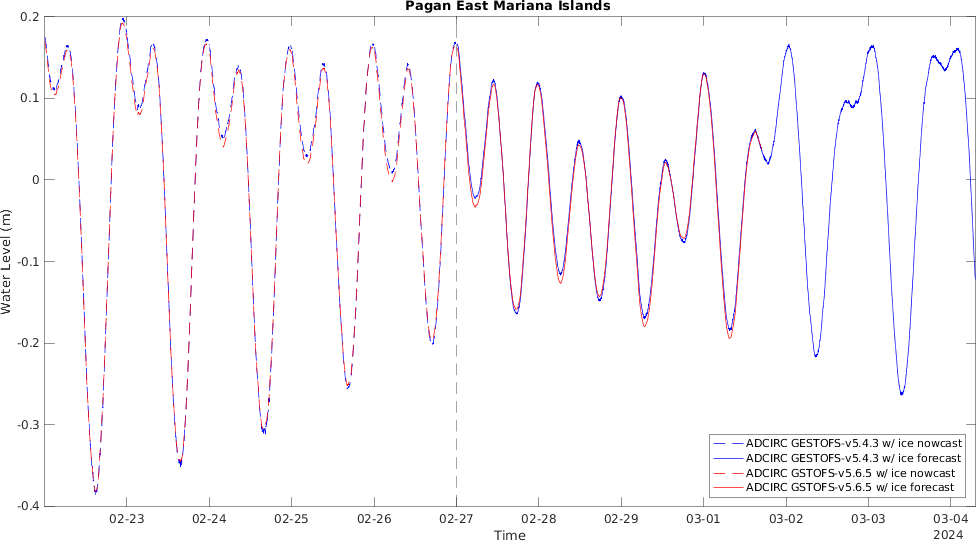 Pagan East Mariana Islands
0.2
0.1
0
-0.1
-0.2
-0.3
-0.4
Water Level (m)
02-23 02-24 02-25 02-26 02-27 02-28 02-29 03-01 03-02 03-03 03-04
Time
2024
ADCIRC GESTOFS-v5.4.3 w/ ice nowcast
ADCIRC GESTOFS-v5.4.3 w/ ice forecast
ADCIRC GSTOFS-v5.6.5 w/ ice nowcast
ADCIRC GSTOFS-v5.6.5 w/ ice forecast